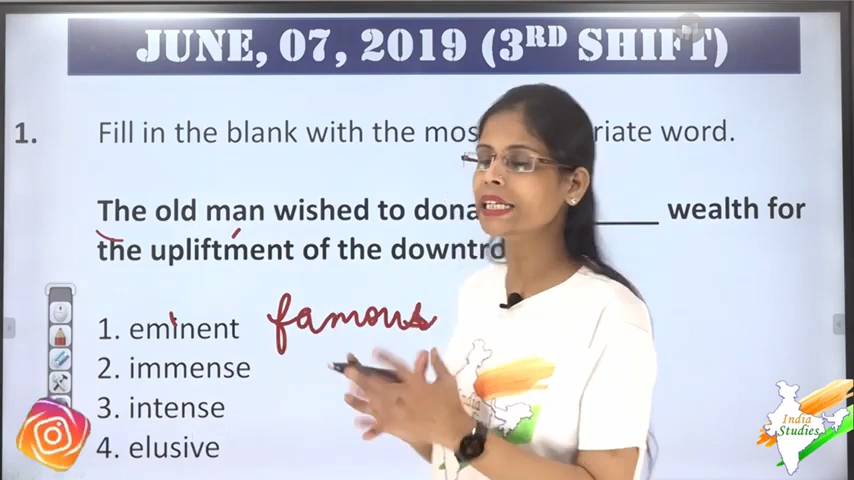 JUNE, 07, 2019 (3RD SHIFT)
1. Fill in the blank with the mos riate word.
The old man wished to dona ______ wealth for
the upliftment of the downtro
1. eminent famous
2. immense
3. intense
4. elusive
India
Studies